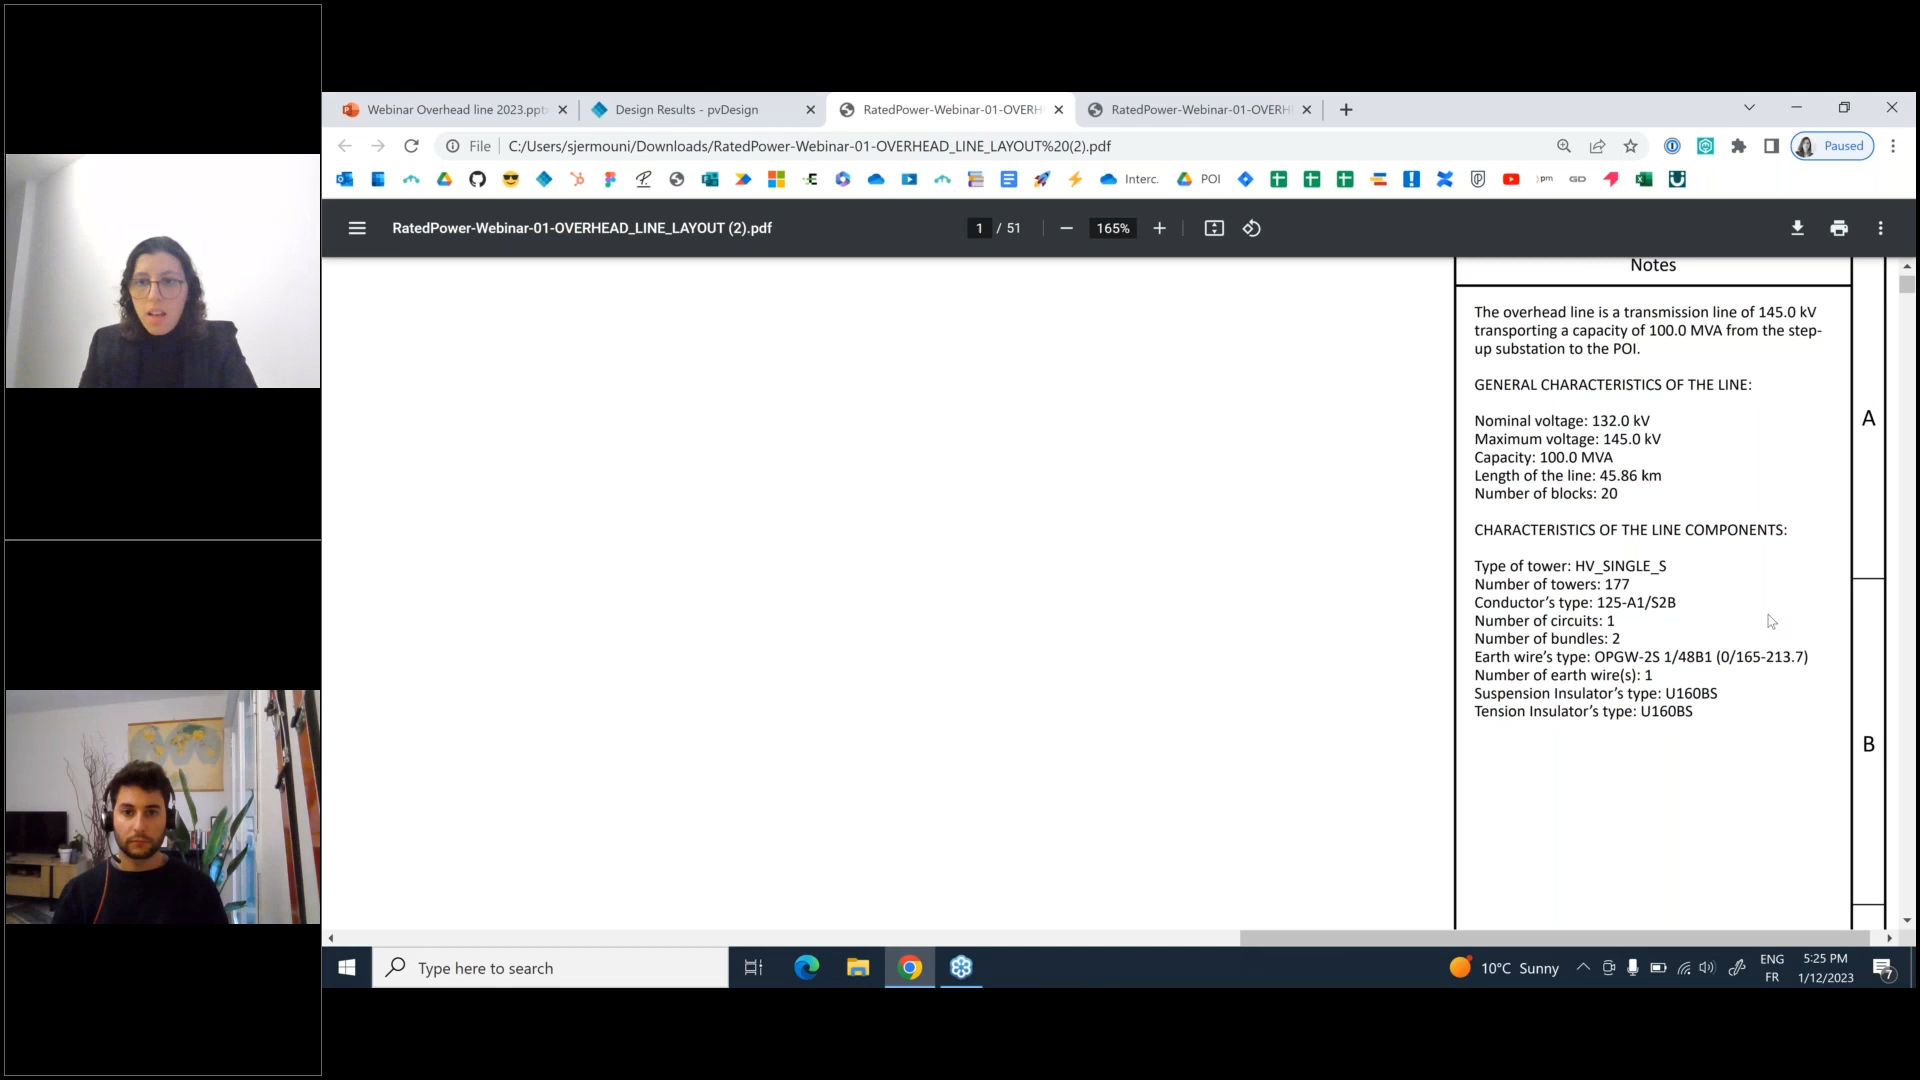 Webinar Overhead line 2023.ppt
Design Results - pvDesign
RatedPower-Webinar-01-OVERH
RatedPower-Webinar-01-OVERH
File
C:/Users/sjermouni/Downloads/RatedPower-Webinar-01-OVERHEAD_LINE_LAYOUT%20(2).pdf
Paused
Interc.
POI
pm
GD
RatedPower-Webinar-01-OVERHEAD_LINE_LAYOUT (2).pdf
1 / 51
165%
Notes
The overhead line is a transmission line of 145.0 kV
transporting a capacity of 100.0 MVA from the step-
up substation to the POI.
GENERAL CHARACTERISTICS OF THE LINE:
Nominal voltage: 132.0 kV
Maximum voltage: 145.0 kV
Capacity: 100.0 MVA
Length of the line: 45.86 km
Number of blocks: 20
CHARACTERISTICS OF THE LINE COMPONENTS:
Type of tower: HV_SINGLE_S
Number of towers: 177
Conductor's type: 125-A1/S2B
Number of circuits: 1
Number of bundles: 2
Earth wire's type: OPGW-2S 1/48B1 (0/165-213.7)
Number of earth wire(s): 1
Suspension Insulator's type: U160BS
Tension Insulator's type: U160BS
A
B
Type here to search
10°C Sunny
ENG
FR
5:25 PM
1/12/2023
7